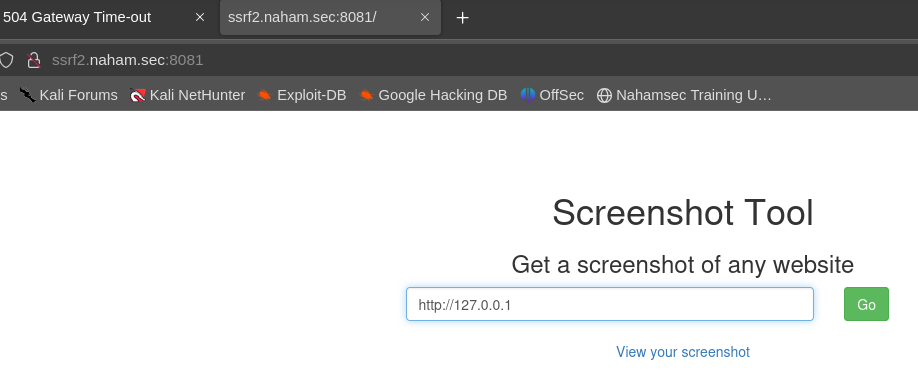 504 Gateway Time-out
ssrf2.naham.sec:8081/
ssrf2.naham.sec:8081
s Kali Forums Kali NetHunter Exploit-DB Google Hacking DB OffSec Nahamsec Training U...
Screenshot Tool
Get a screenshot of any website
http://127.0.0.1 Go
View your screenshot